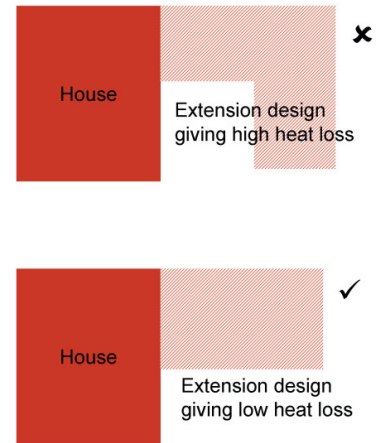 House
Extension design
giving high heat loss
House
Extension design
giving low heat loss